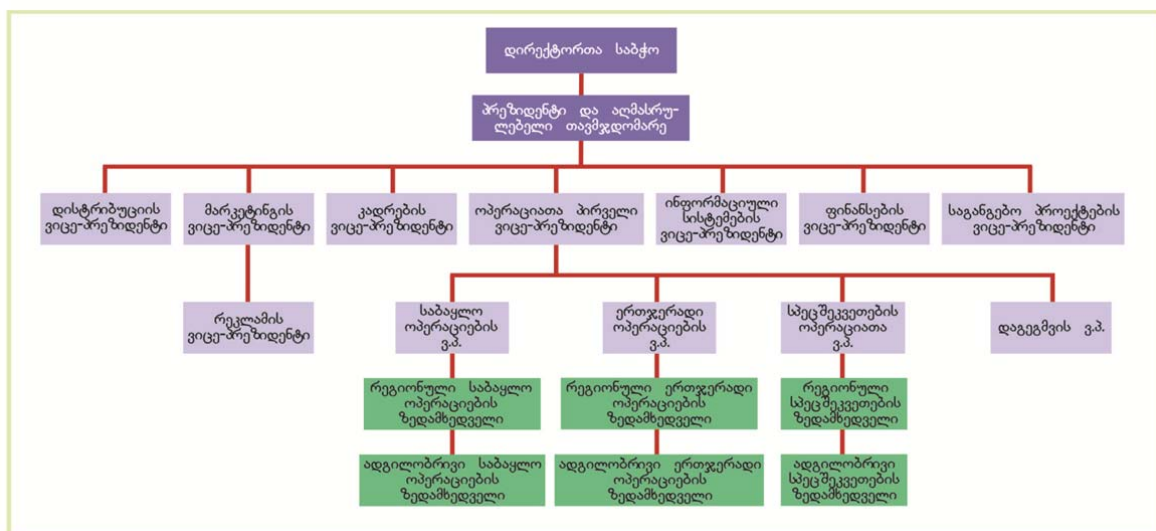 დირექტორთა საბჭო
პრეზიდენტი და აღმასრუ-
ლებელი თავმჯდომარე
დისტრიბუციის
ვიცე-პრეზიდენტი
მარკეტინგის
ვიცე-პრეზიდენტი
კადრების
ვიცე-პრეზიდენტი
ოპერაციათა პირველი
ვიცე-პრეზიდენტი
ინფორმაციული
სისტემების
ვიცე-პრეზიდენტი
ფინანსების
ვიცე-პრეზიდენტი
საგანგებო პროექტების
ვიცე-პრეზიდენტი
რეკლამის
ვიცე-პრეზიდენტი
საბაყლო
ოპერაციების
ვ.პ.
ერთჯერადი
ოპერაციების
ვ.პ.
სპეცშეკვეთების
ოპერაციათა
ვ.პ.
დაგეგმვის ვ.პ.
რეგიონული საბაყლო
ოპერაციების
ზედამხედველი
რეგიონული ერთჯერადი
ოპერაციების
ზედამხედველი
რეგიონული
სპეცშეკვეთების
ზედამხედველი
ადგილობრივი საბაყლო
ოპერაციების
ზედამხედველი
ადგილობრივი ერთჯერადი
ოპერაციების
ზედამხედველი
ადგილობრივი
სპეცშეკვეთების
ზედამხედველი